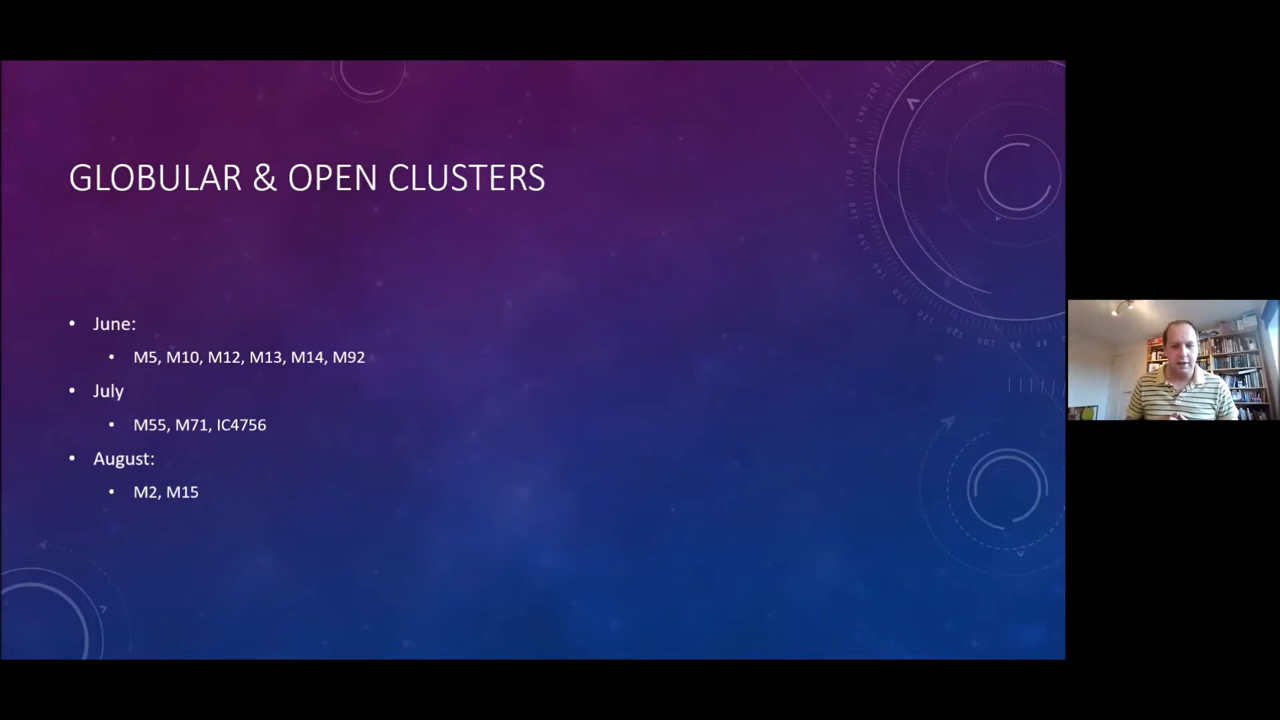 GLOBULAR & OPEN CLUSTERS
• June:
• M5, M10, M12, M13, M14, M92
• July
• M55, M71, IC4756
• August:
• M2, M15